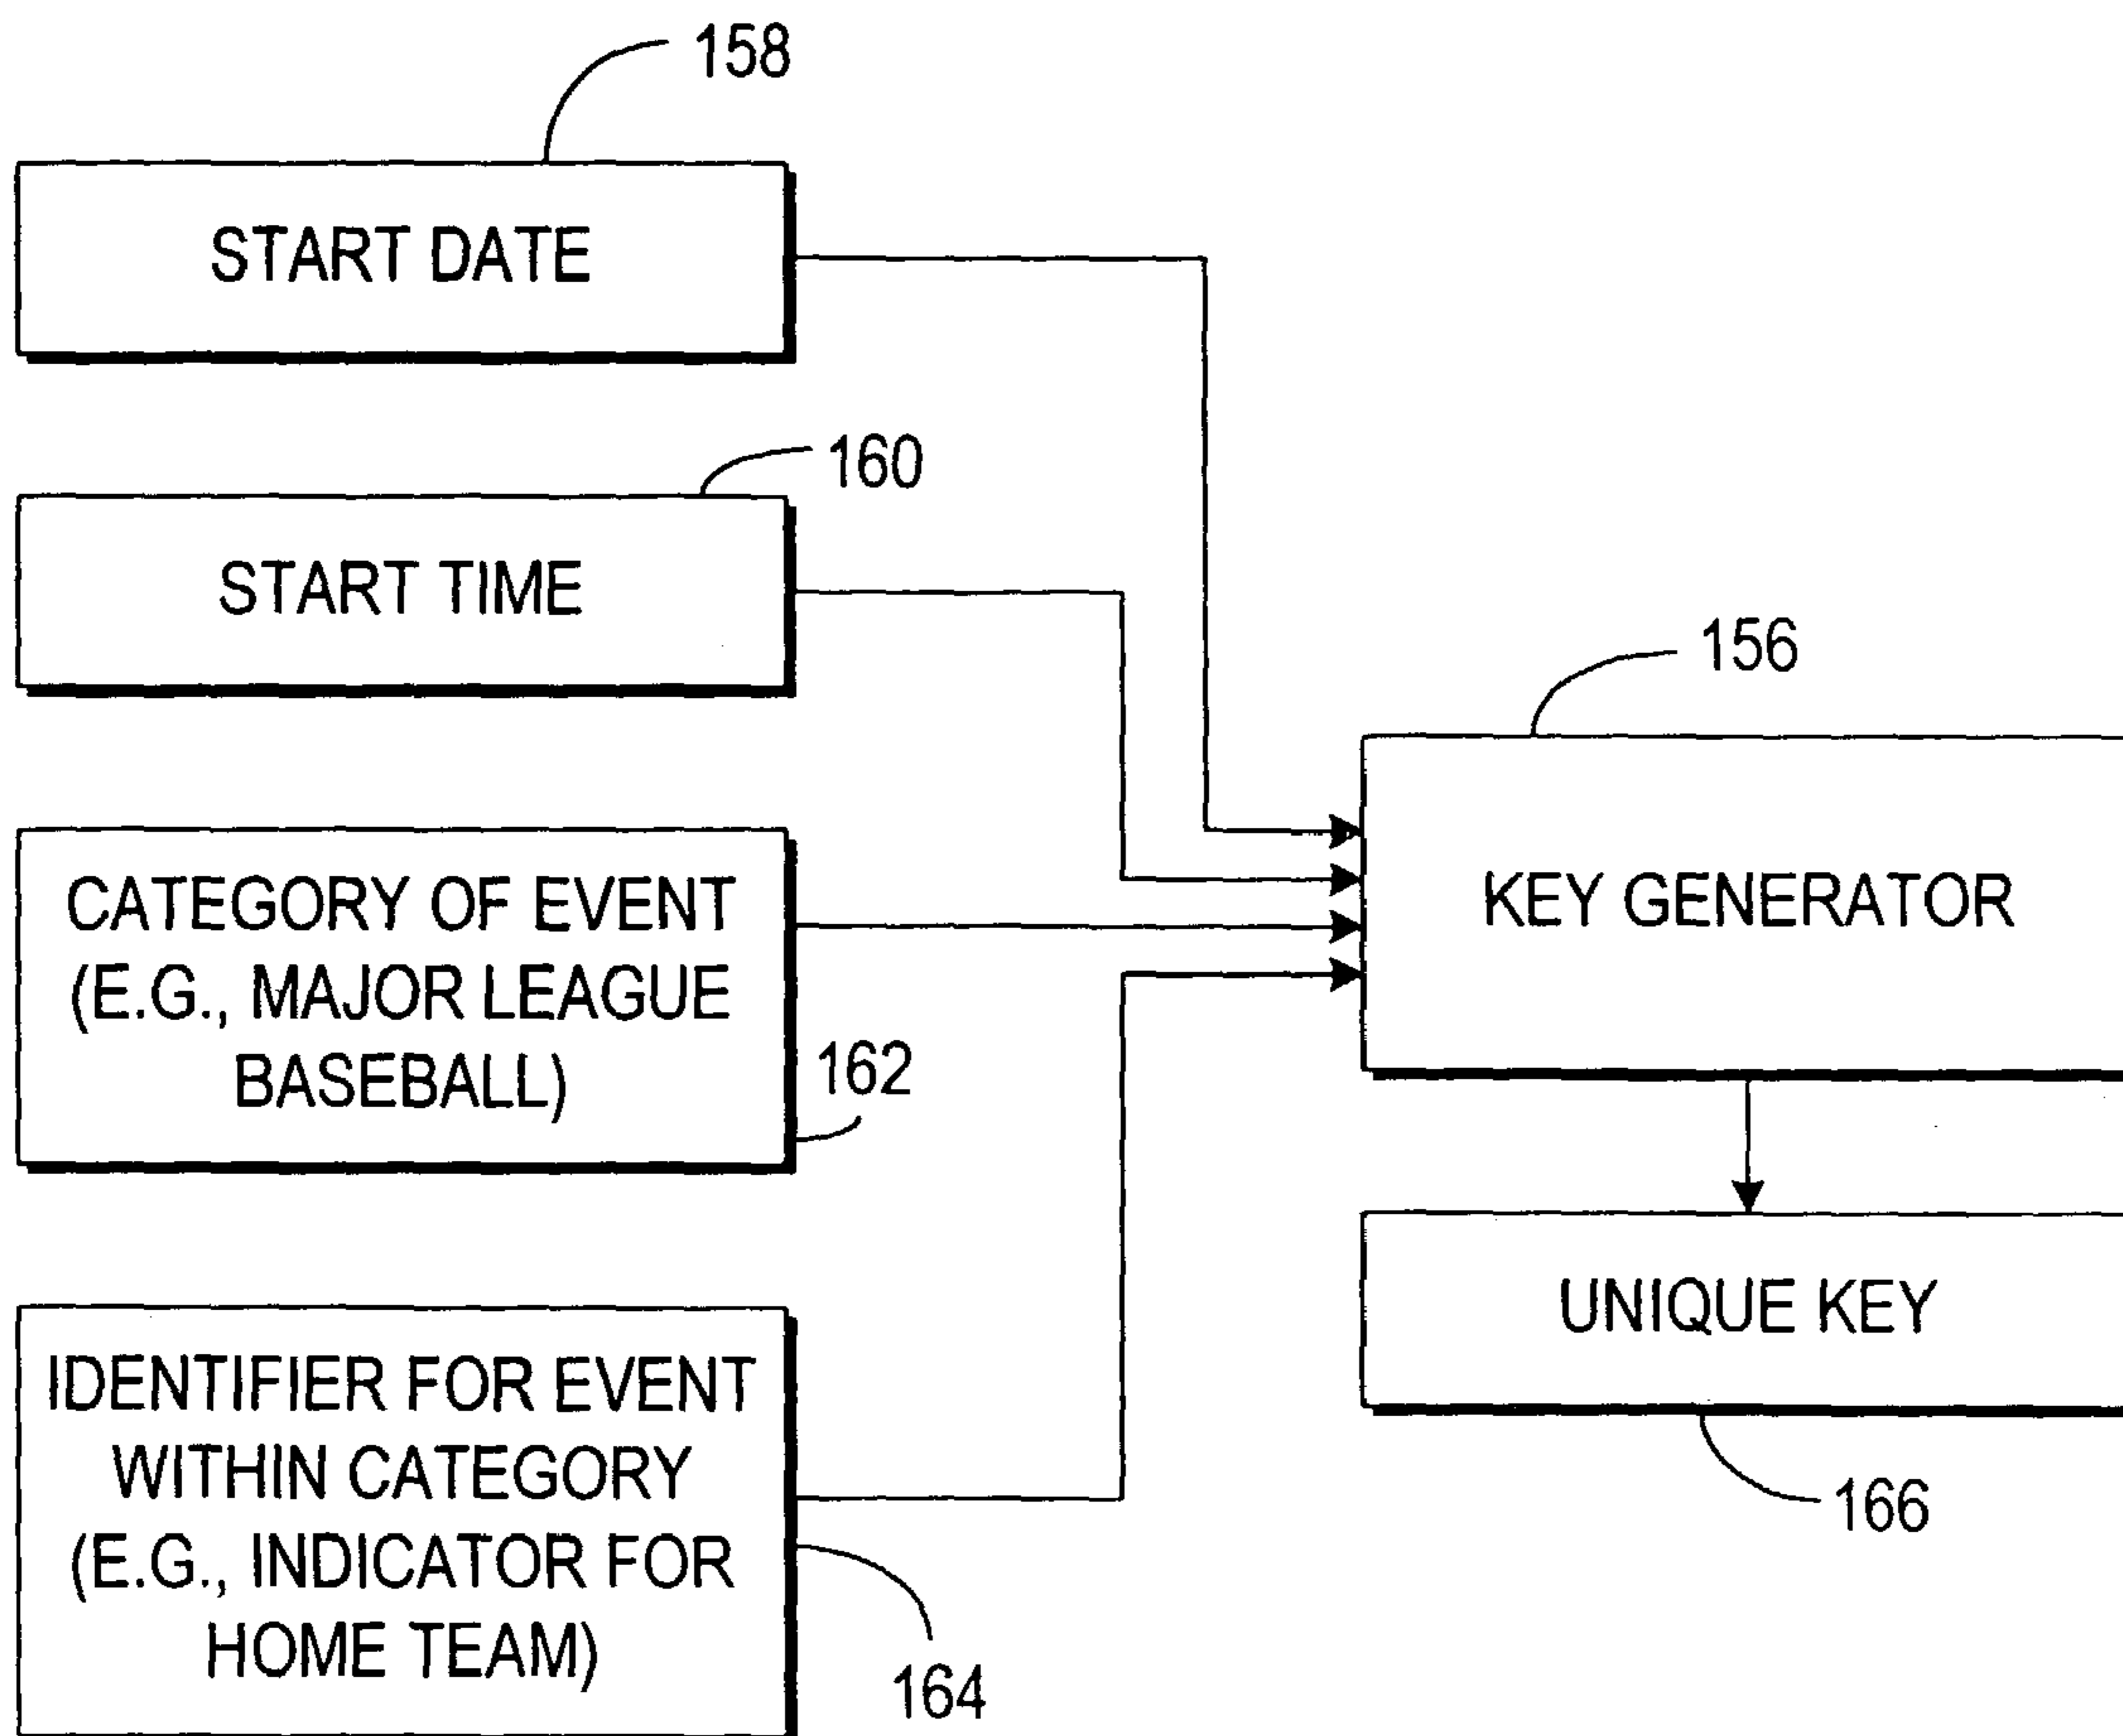 158
START DATE
160
START TIME
156
CATEGORY OF EVENT
(E.G., MAJOR LEAGUE
BASEBALL)
162
KEY GENERATOR
IDENTIFIER FOR EVENT
WITHIN CATEGORY
(E.G., INDICATOR FOR
HOME TEAM)
164
UNIQUE KEY
166